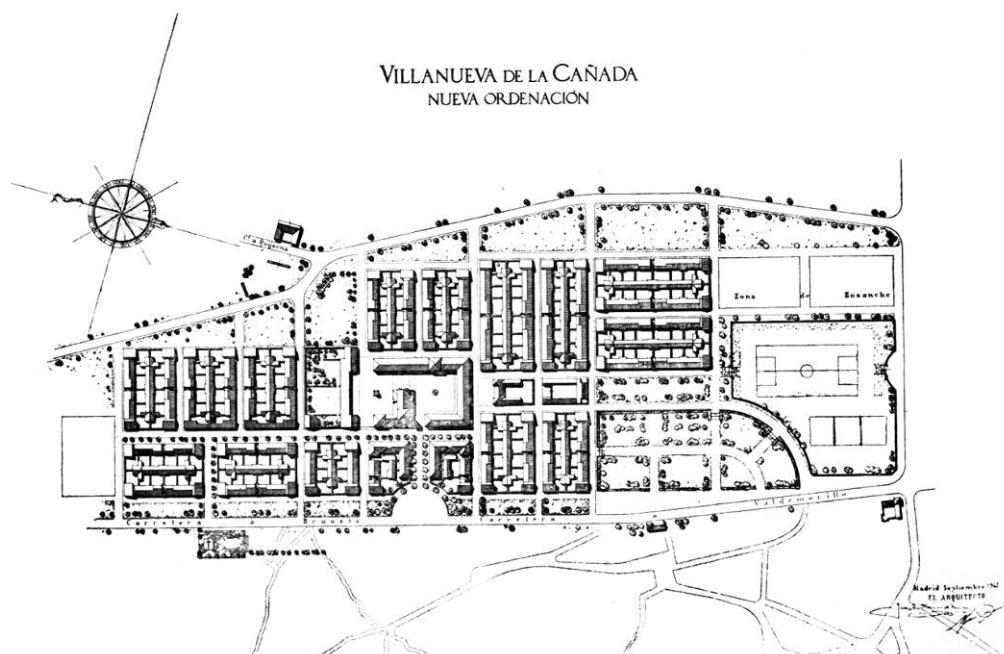 VILLANUEVA DE LA CAÑADA
NUEVA ORDENACIÓN
Zona de Ensanche
Carretera a Brunete
Carretera a Valdemorillo
Madrid Septiembre
EL ARQUITECTO